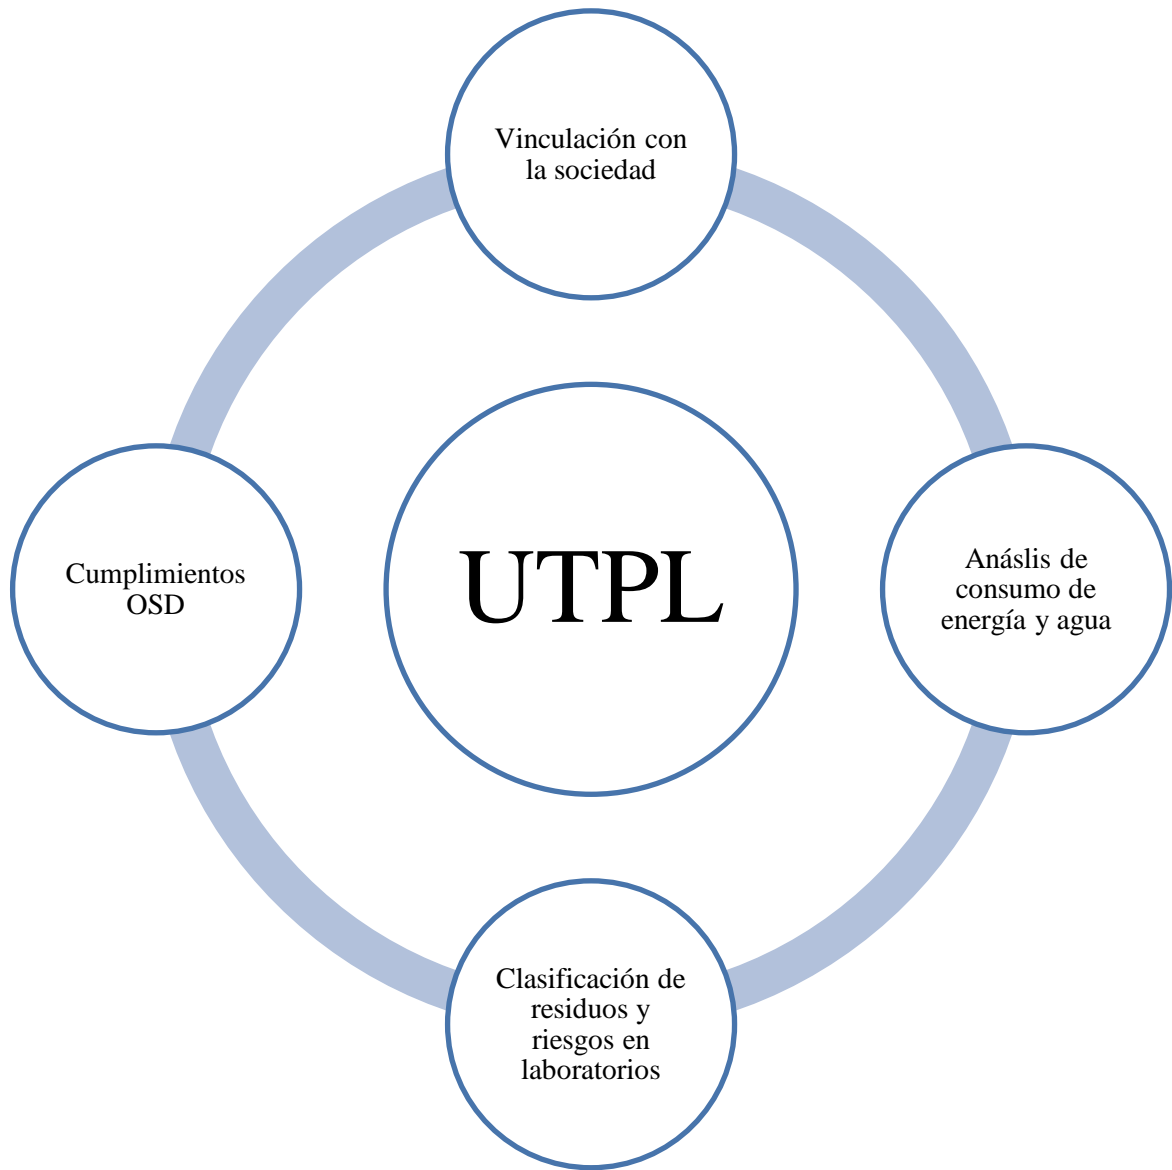 Vinculación con
la sociedad
Cumplimientos
OSD
UTPL
Anáslis de
consumo de
energía y agua
Clasificación de
residuos y
riesgos en
laboratorios